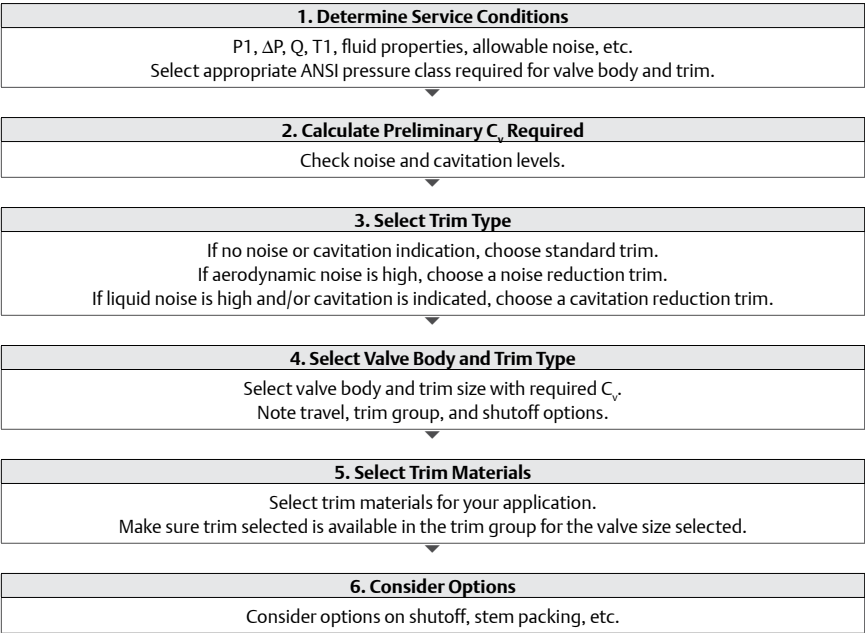 1. Determine Service Conditions
P1, ΔP, Q, T1, fluid properties, allowable noise, etc.
Select appropriate ANSI pressure class required for valve body and trim.
2. Calculate Preliminary Cv Required
Check noise and cavitation levels.
3. Select Trim Type
If no noise or cavitation indication, choose standard trim.
If aerodynamic noise is high, choose a noise reduction trim.
If liquid noise is high and/or cavitation is indicated, choose a cavitation reduction trim.
4. Select Valve Body and Trim Type
Select valve body and trim size with required Cv.
Note travel, trim group, and shutoff options.
5. Select Trim Materials
Select trim materials for your application.
Make sure trim selected is available in the trim group for the valve size selected.
6. Consider Options
Consider options on shutoff, stem packing, etc.